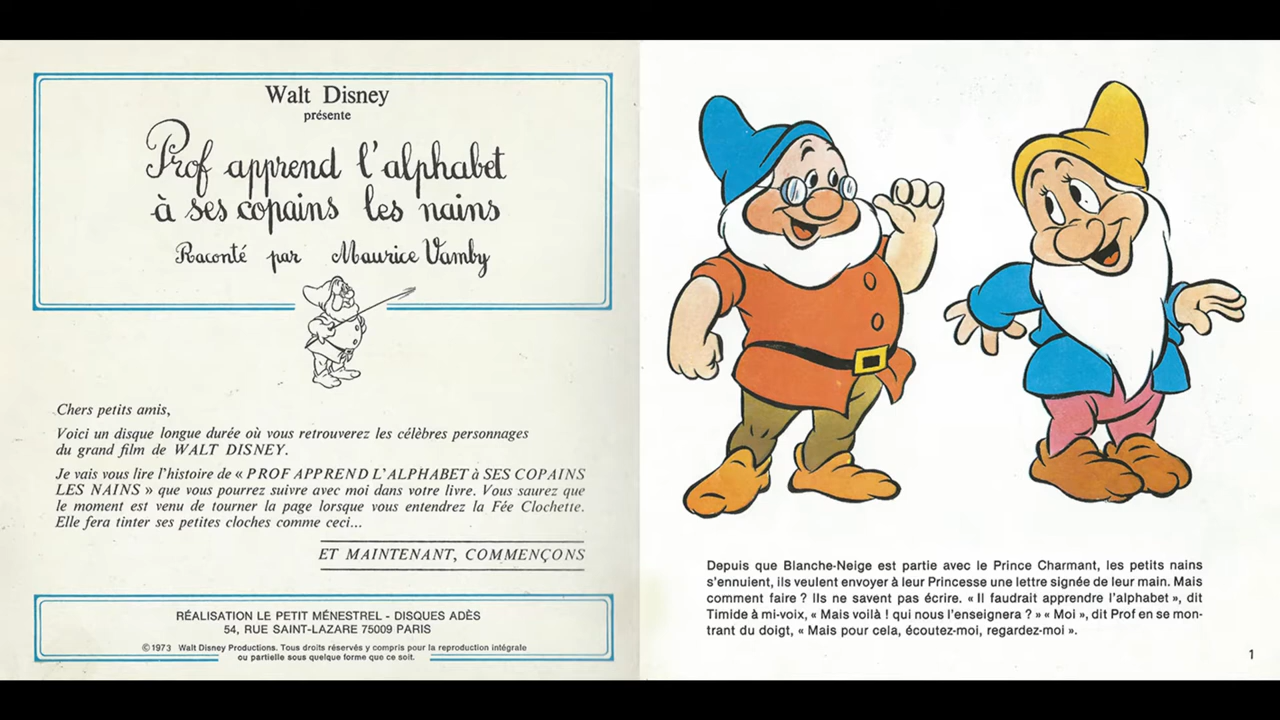 Walt Disney
présente
Prof apprend l'alphabet
à ses copains les nains
Raconté par Maurice Vamby
Chers petits amis,
Voici un disque longue durée où vous retrouverez les célèbres personnages
du grand film de WALT DISNEY.
Je vais vous lire l'histoire de « PROF APPREND L'ALPHABET à SES COPAINS
LES NAINS » que vous pourrez suivre avec moi dans votre livre. Vous saurez que
le moment est venu de tourner la page lorsque vous entendrez la Fée Clochette.
Elle fera tinter ses petites cloches comme ceci...
ET MAINTENANT, COMMENÇONS
RÉALISATION LE PETIT MÉNESTREL - DISQUES ADÈS
54, RUE SAINT-LAZARE 75009 PARIS
©1973 Walt Disney Productions. Tous droits réservés y compris pour la reproduction intégrale
ou partielle sous quelque forme que ce soit.
Depuis que Blanche-Neige est partie avec le Prince Charmant, les petits nains
s'ennuient, ils veulent envoyer à leur Princesse une lettre signée de leur main. Mais
comment faire ? Ils ne savent pas écrire. « Il faudrait apprendre l'alphabet », dit
Timide à mi-voix, « Mais voilà ! qui nous l'enseignera ? » « Moi », dit Prof en se mon-
trant du doigt, « Mais pour cela, écoutez-moi, regardez-moi ».
1